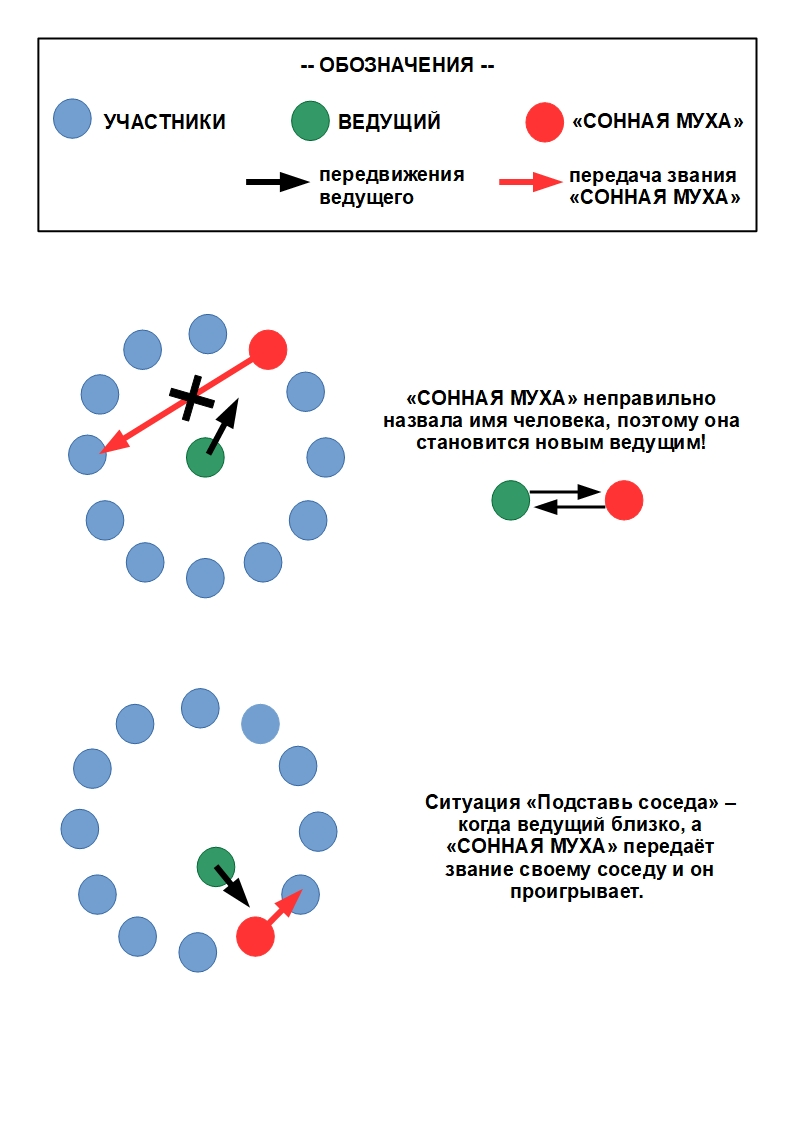 -- ОБОЗНАЧЕНИЯ --
УЧАСТНИКИ
ВЕДУЩИЙ
«СОННАЯ МУХА»
передвижения
ведущего
передача звания
«СОННАЯ МУХА»
«СОННАЯ МУХА» неправильно
назвала имя человека, поэтому она
становится новым ведущим!
Ситуация «Подставь соседа» –
когда ведущий близко, а
«СОННАЯ МУХА» передаёт
звание своему соседу и он
проигрывает.